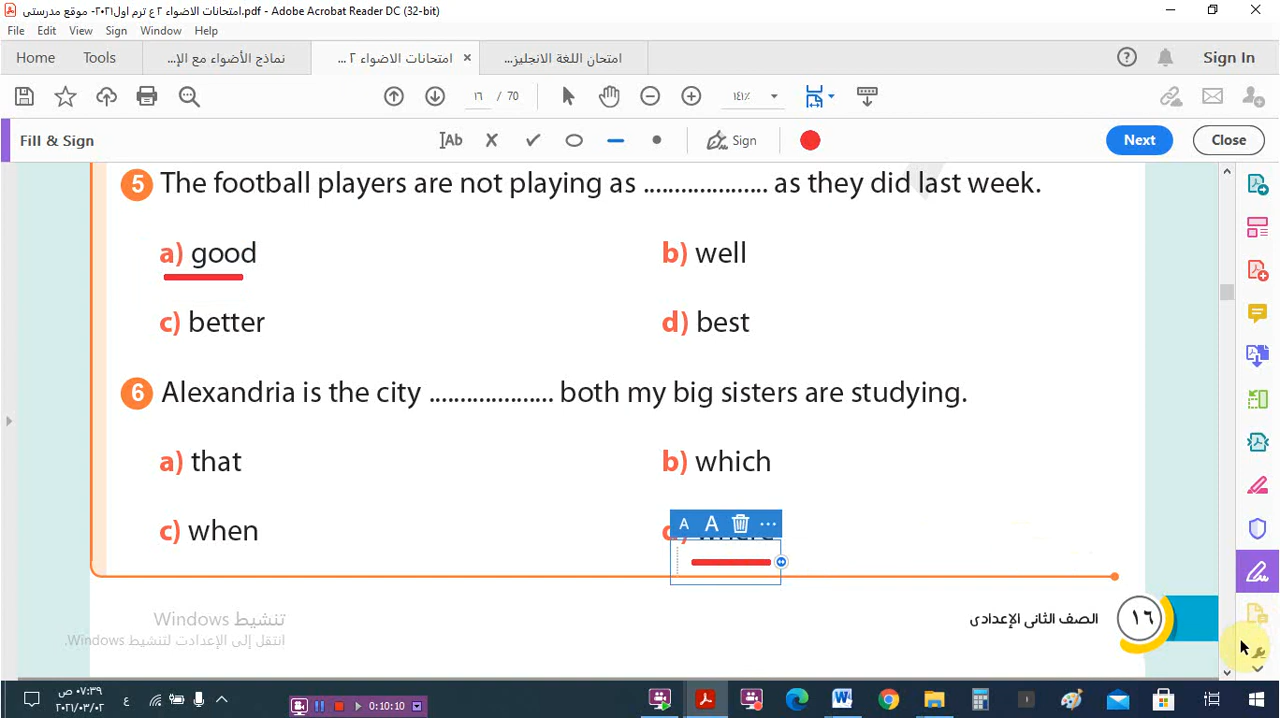 امتحانات الاضواء ٢ ع ترم اول٢٠٢١- موقع مدرستى.pdf - Adobe Acrobat Reader DC (32-bit)
File Edit View Sign Window Help
Home Tools نماذج الأضواء مع الإ... امتحانات الاضواء ٢ ... × امتحان اللغة الانجليز... Sign In
١٦ / 70 ١٤١٪
Fill & Sign Ab Sign Next Close
5 The football players are not playing as .................... as they did last week.
a) good b) well
c) better d) best
6 Alexandria is the city .................... both my big sisters are studying.
a) that b) which
c) when
A A ...
تنشيط Windows
انتقل إلى الإعدادات لتنشيط Windows.
الصف الثانى الإعدادى ١٦
٠٧:٣٩ ص
٢٠٢١/٠٣/٠٢
ع
0:10:10